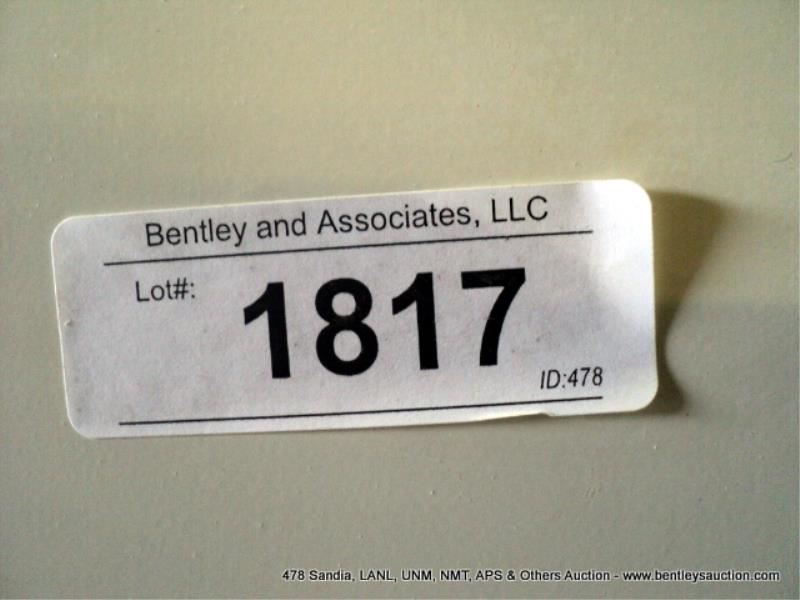 Bentley and Associates, LLC
Lot#:
1817
ID:478
478 Sandia, LANL, UNM, NMT, APS & Others Auction - www.bentleysauction.com